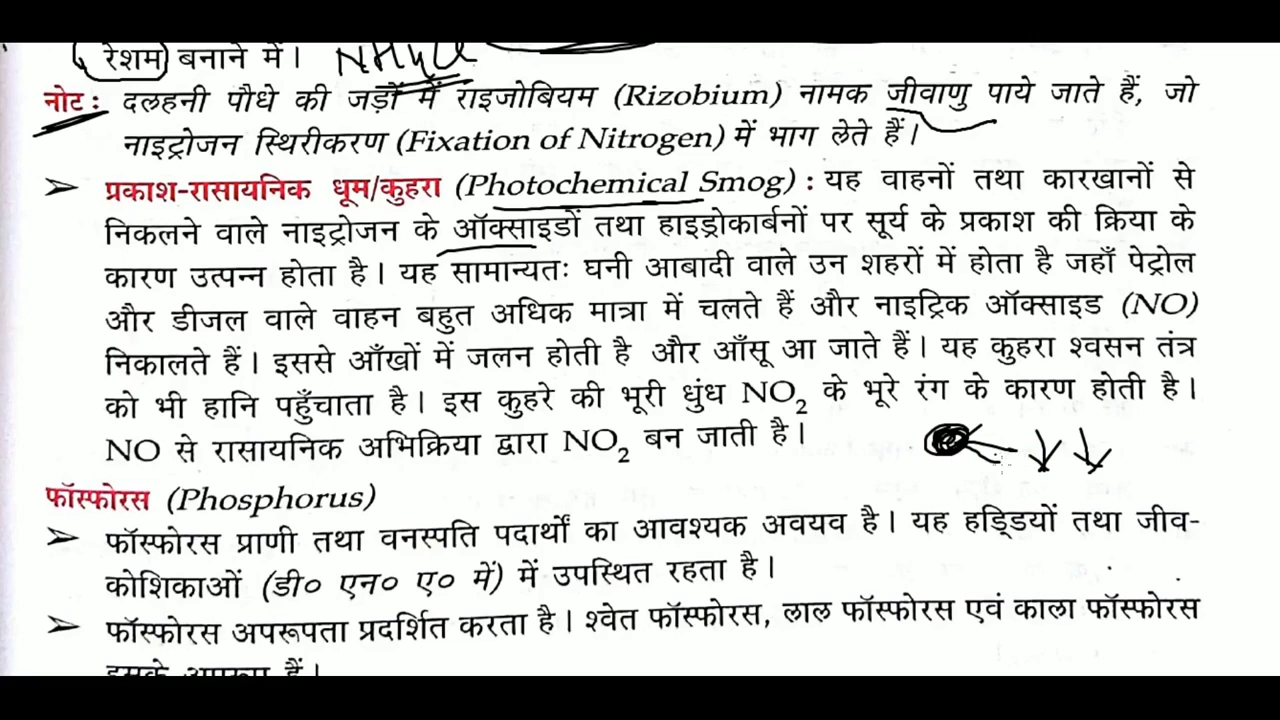 रेशम बनाने में। NH4Cl
नोट : दलहनी पौधे की जड़ों में राइजोबियम (Rizobium) नामक जीवाणु पाये जाते हैं, जो
नाइट्रोजन स्थिरीकरण (Fixation of Nitrogen) में भाग लेते हैं।
➢ प्रकाश-रासायनिक धूम/कुहरा (Photochemical Smog) : यह वाहनों तथा कारखानों से
निकलने वाले नाइट्रोजन के ऑक्साइडों तथा हाइड्रोकार्बनों पर सूर्य के प्रकाश की क्रिया के
कारण उत्पन्न होता है। यह सामान्यतः घनी आबादी वाले उन शहरों में होता है जहाँ पेट्रोल
और डीजल वाले वाहन बहुत अधिक मात्रा में चलते हैं और नाइट्रिक ऑक्साइड (NO)
निकालते हैं। इससे आँखों में जलन होती है और आँसू आ जाते हैं। यह कुहरा श्वसन तंत्र
को भी हानि पहुँचाता है। इस कुहरे की भूरी धुंध NO₂ के भूरे रंग के कारण होती है।
NO से रासायनिक अभिक्रिया द्वारा NO₂ बन जाती है।
फॉस्फोरस (Phosphorus)
➢ फॉस्फोरस प्राणी तथा वनस्पति पदार्थों का आवश्यक अवयव है। यह हड्डियों तथा जीव-
कोशिकाओं (डी० एन० ए० में) में उपस्थित रहता है।
➢ फॉस्फोरस अपरूपता प्रदर्शित करता है। श्वेत फॉस्फोरस, लाल फॉस्फोरस एवं काला फॉस्फोरस
इसके अपरूप हैं।